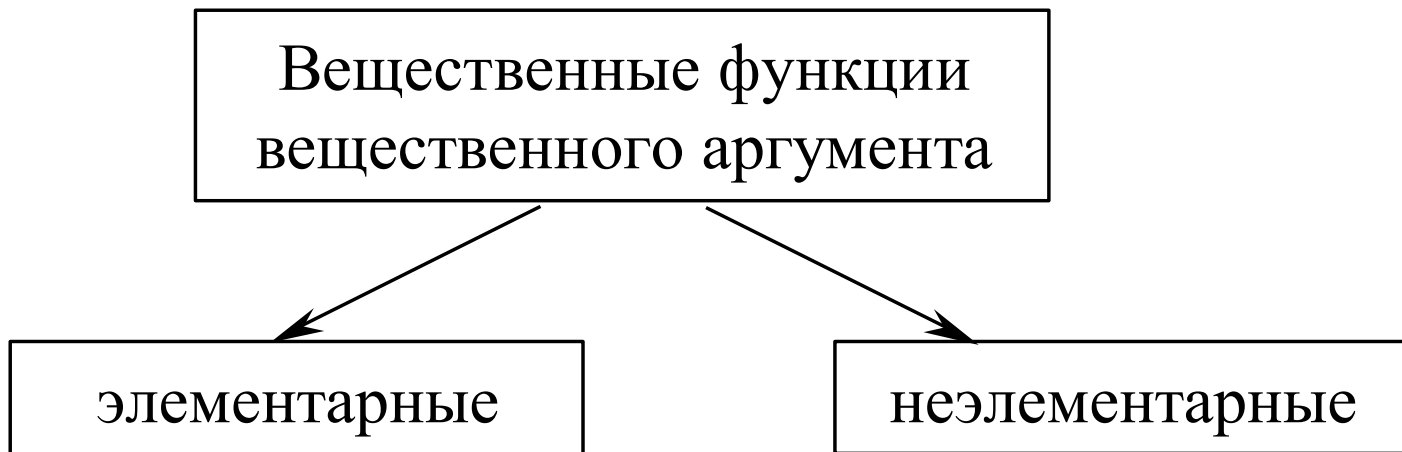 Вещественные функции
вещественного аргумента
элементарные
неэлементарные